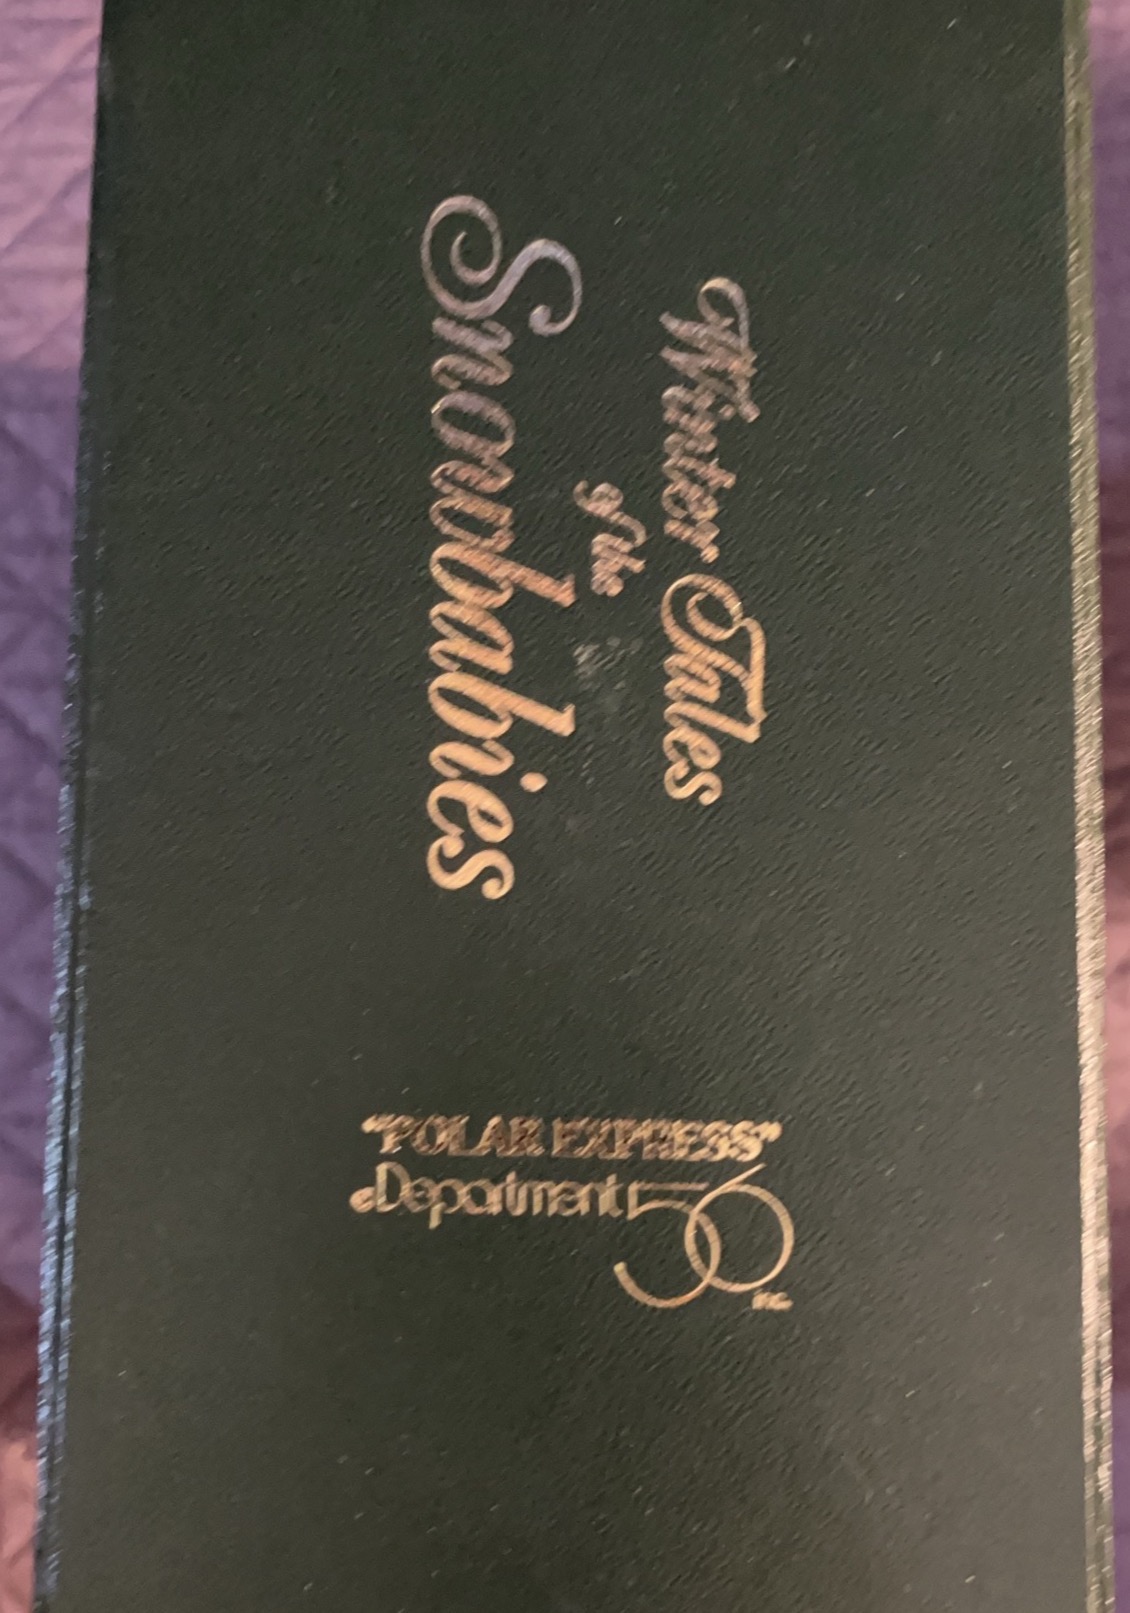 Winter Tales
of the
Snowbabies
"POLAR EXPRESS"
Department 56
INC.